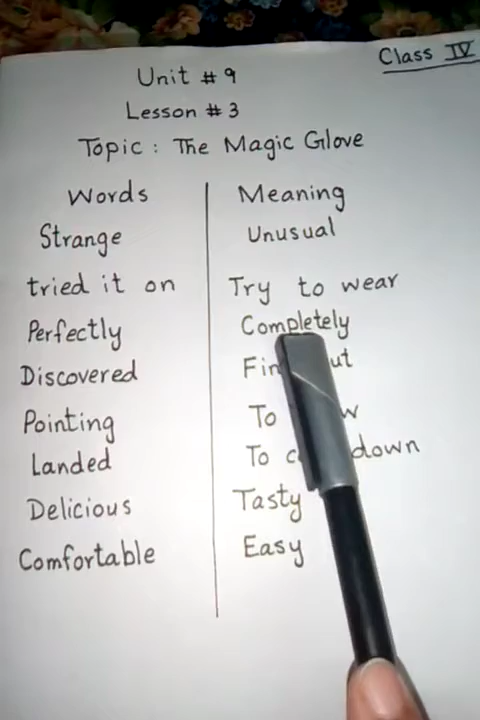 Class IV
Unit # 9
Lesson # 3
Topic : The Magic Glove
Words Meaning
Strange Unusual
tried it on Try to wear
Perfectly Completely
Discovered
Pointing To
Landed To down
Delicious Tasty
Comfortable Easy